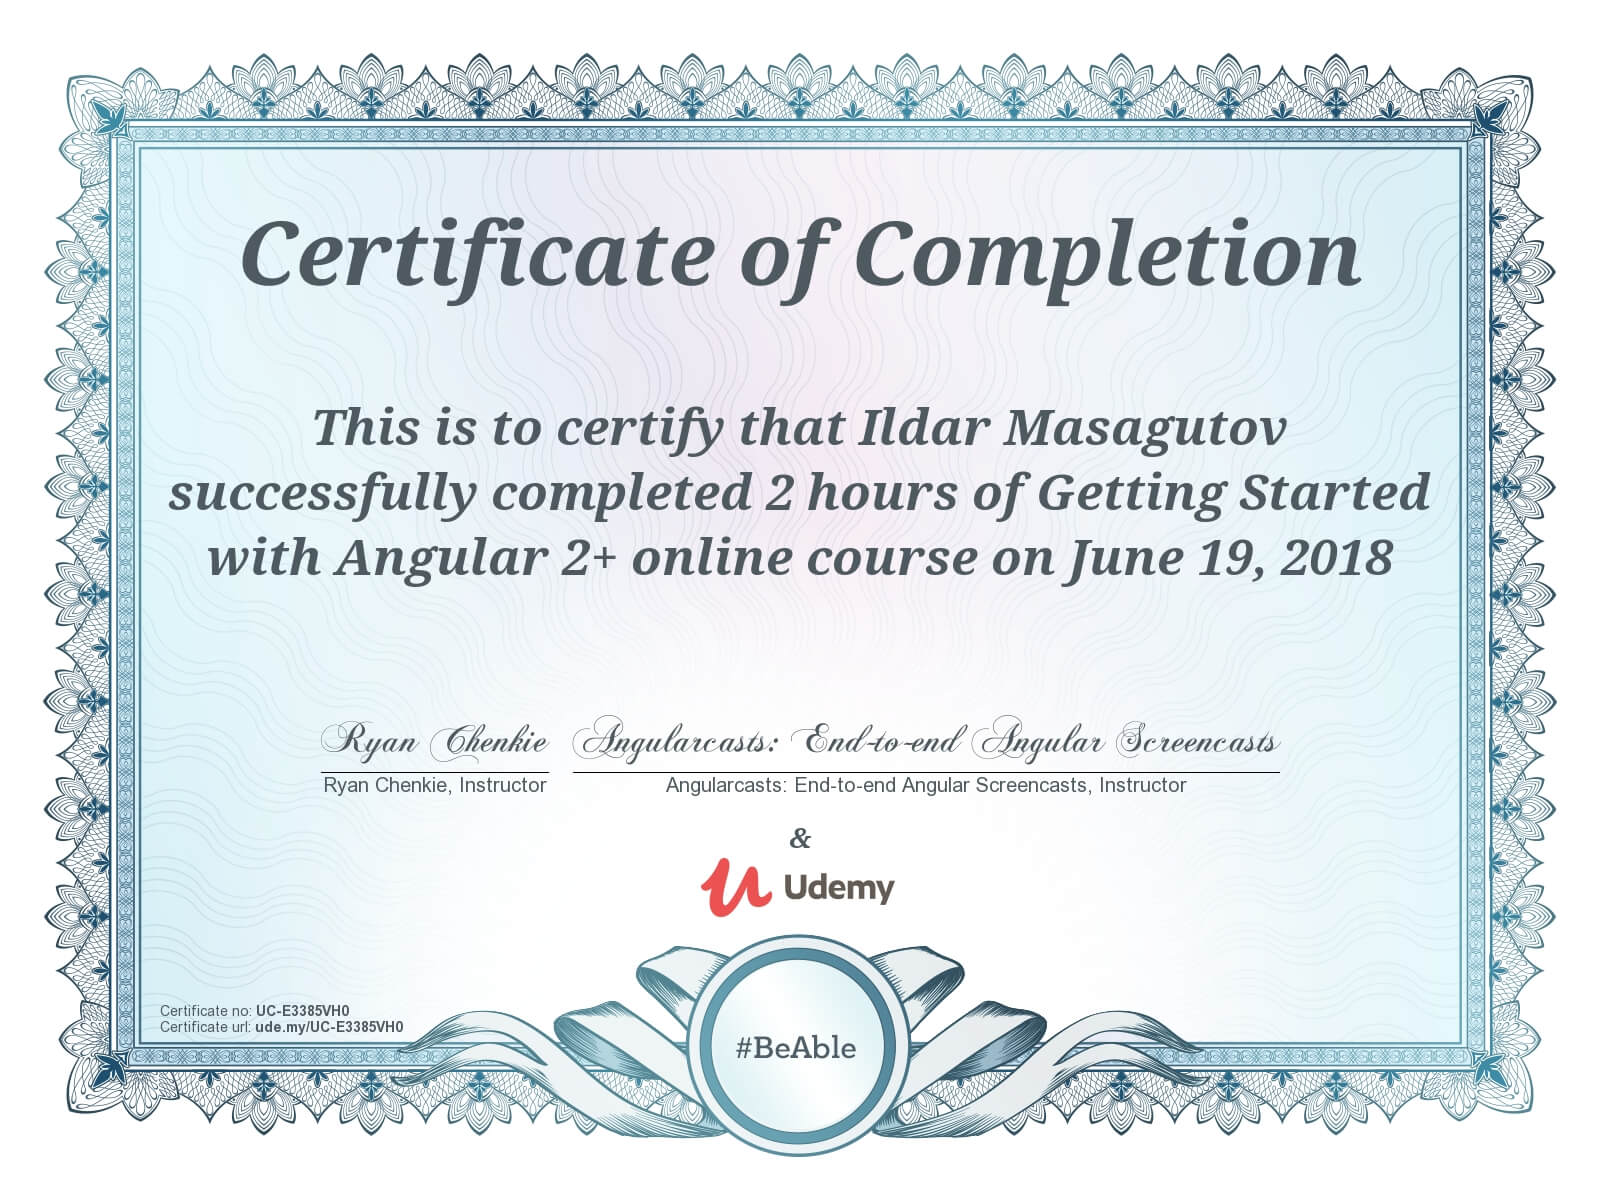 Certificate of Completion
This is to certify that Ildar Masagutov
successfully completed 2 hours of Getting Started
with Angular 2+ online course on June 19, 2018
Ryan Chenkie
Angularcasts: End-to-end Angular Screencasts
Ryan Chenkie, Instructor
Angularcasts: End-to-end Angular Screencasts, Instructor
&
Udemy
Certificate no: UC-E3385VH0
Certificate url: ude.my/UC-E3385VH0
#BeAble